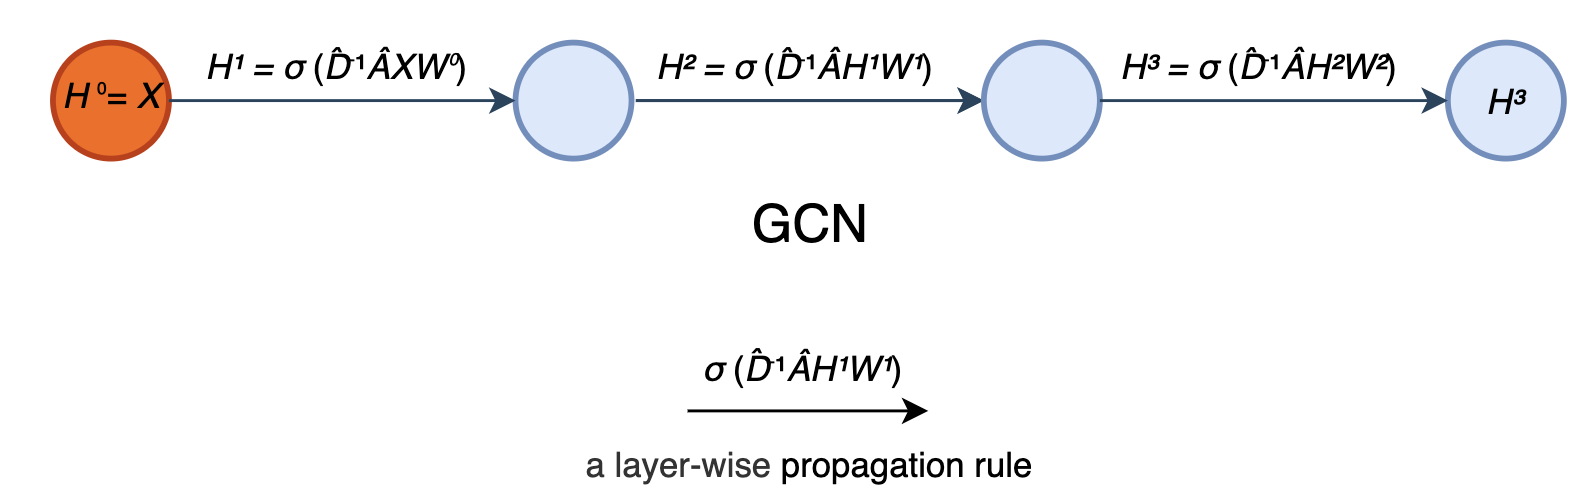 H⁰= X
H¹ = σ (D̂⁻¹ÂXW⁰)
H² = σ (D̂⁻¹ÂH¹W¹)
H³ = σ (D̂⁻¹ÂH²W²)
H³
GCN
σ (D̂⁻¹ÂH¹W¹)
a layer-wise propagation rule